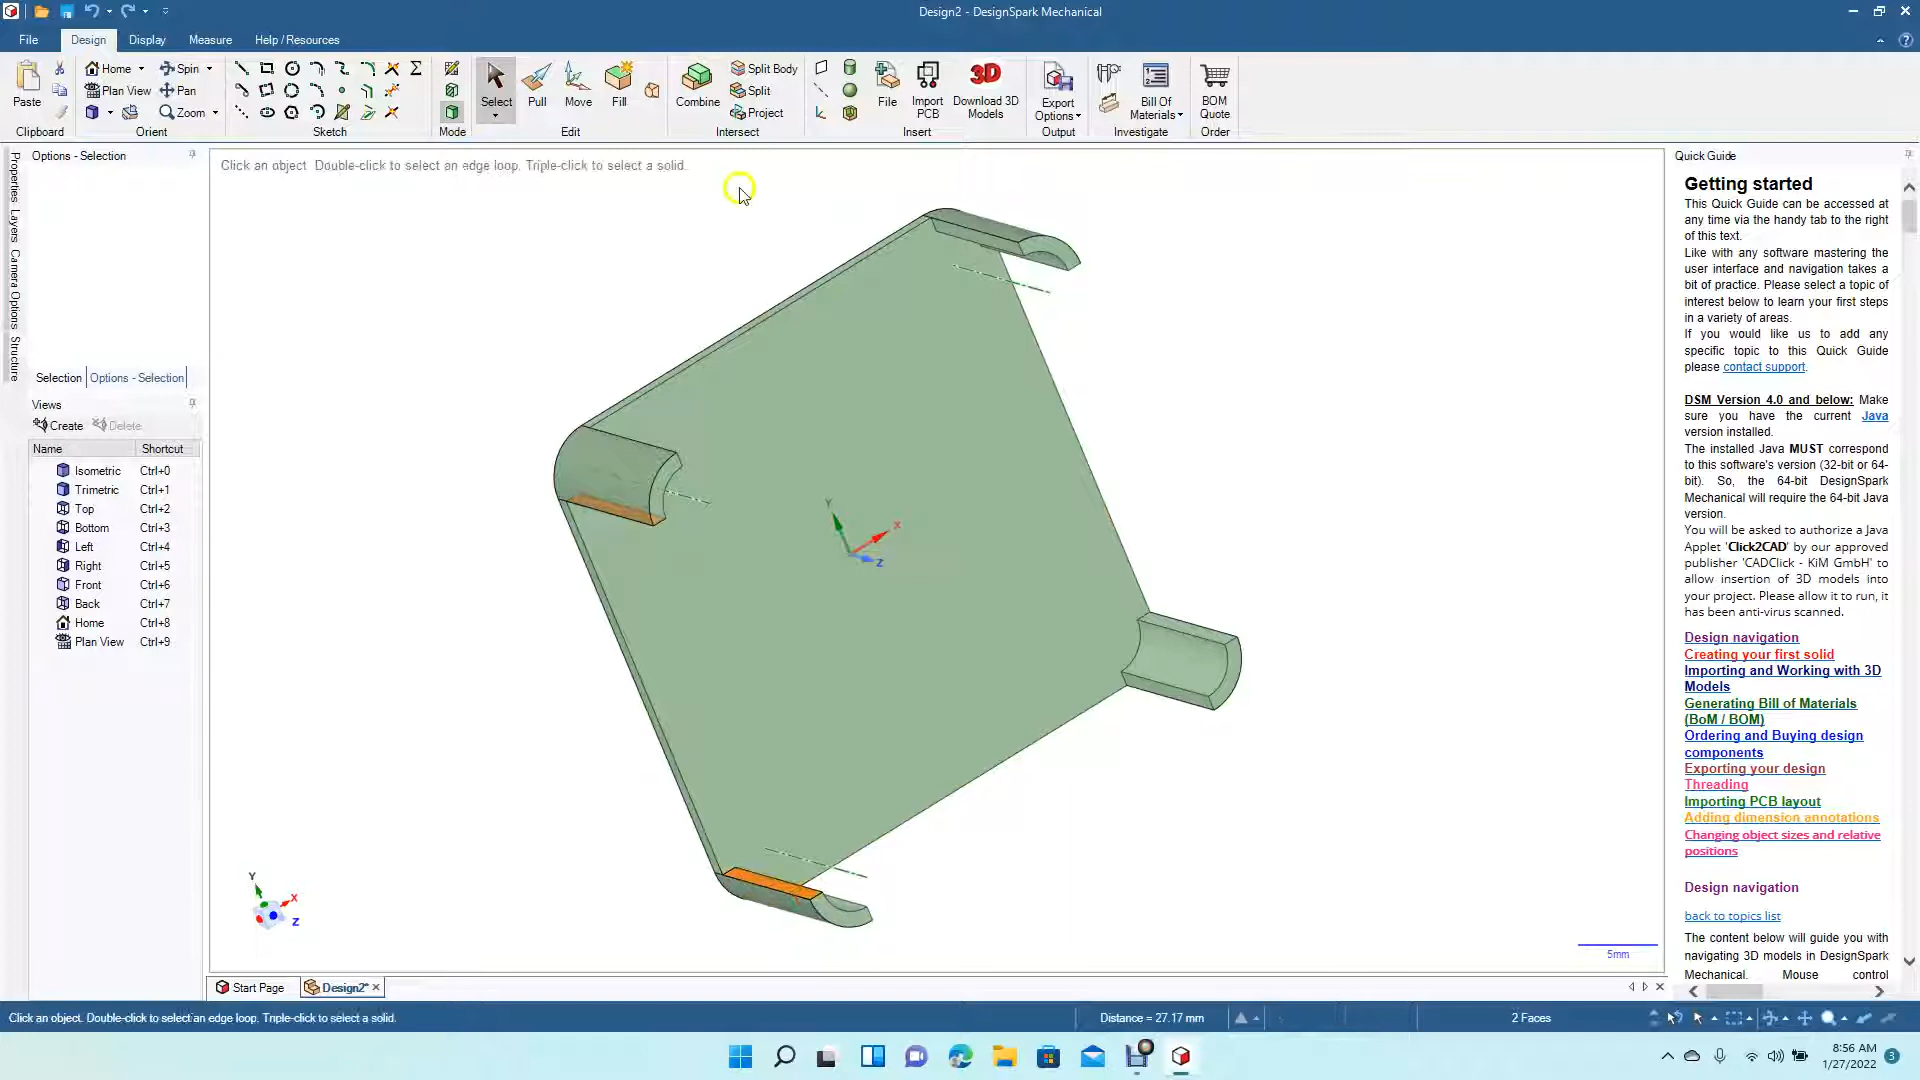 Design2 - DesignSpark Mechanical
File
Design
Display
Measure
Help / Resources
Paste
Home
Plan View
Spin
Pan
Zoom
Select
Pull
Move
Fill
Combine
Split Body
Split
Project
File
Import PCB
3D
Download 3D Models
Export Options
Bill Of Materials
BOM Quote
Clipboard
Orient
Sketch
Mode
Edit
Intersect
Insert
Output
Investigate
Order
Properties
Layers
Camera Options
Structure
Options - Selection
Selection
Options - Selection
Views
Create
Delete
Name
Shortcut
Isometric Ctrl+0
Trimetric Ctrl+1
Top Ctrl+2
Bottom Ctrl+3
Left Ctrl+4
Right Ctrl+5
Front Ctrl+6
Back Ctrl+7
Home Ctrl+8
Plan View Ctrl+9
Click an object. Double-click to select an edge loop. Triple-click to select a solid.
Y
X
Z
Y
X
Z
5mm
Start Page
Design2*
Quick Guide
Getting started
This Quick Guide can be accessed at
any time via the handy tab to the right
of this text.
Like with any software mastering the
user interface and navigation takes a
bit of practice. Please select a topic of
interest below to learn your first steps
in a variety of areas.
If you would like us to add any
specific topic to this Quick Guide
please contact support.
DSM Version 4.0 and below: Make
sure you have the current Java
version installed.
The installed Java MUST correspond
to this software's version (32-bit or 64-
bit). So, the 64-bit DesignSpark
Mechanical will require the 64-bit Java
version.
You will be asked to authorize a Java
Applet 'Click2CAD' by our approved
publisher 'CADClick - KiM GmbH' to
allow insertion of 3D models into
your project. Please allow it to run, it
has been anti-virus scanned.
Design navigation
Creating your first solid
Importing and Working with 3D
Models
Generating Bill of Materials
(BoM / BOM)
Ordering and Buying design
components
Exporting your design
Threading
Importing PCB layout
Adding dimension annotations
Changing object sizes and relative
positions
Design navigation
back to topics list
The content below will guide you with
navigating 3D models in DesignSpark
Mechanical. Mouse control
Click an object. Double-click to select an edge loop. Triple-click to select a solid.
Distance = 27.17 mm
2 Faces
8:56 AM
1/27/2022
3